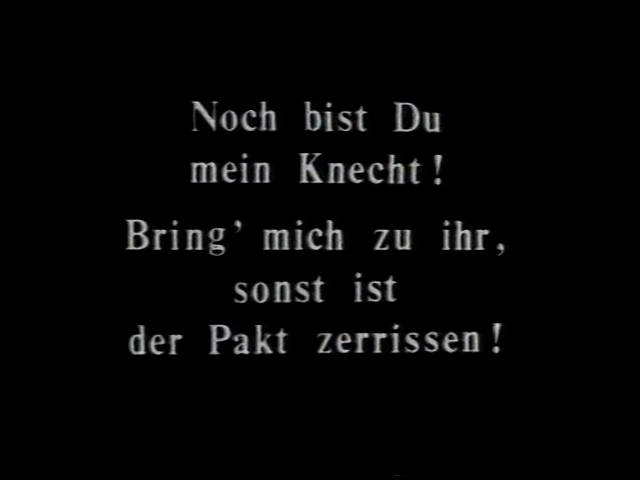 Noch bist Du
mein Knecht!
Bring’ mich zu ihr,
sonst ist
der Pakt zerrissen!